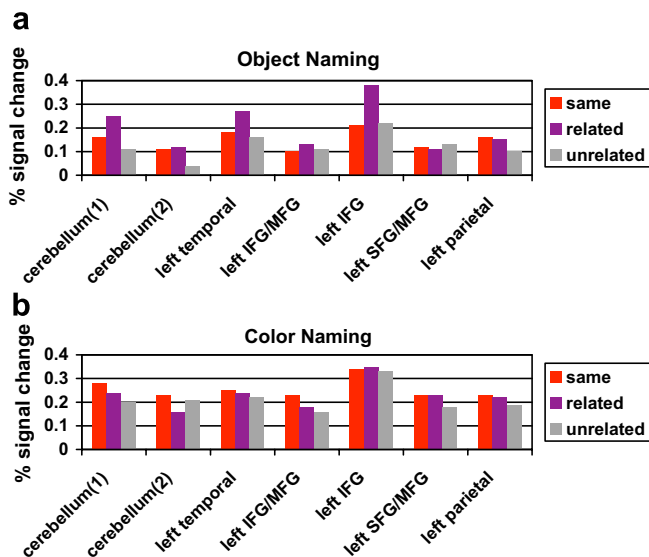 a
Object Naming
% signal change
0.4
0.3
0.2
0.1
0
same
related
unrelated
cerebellum(1)
cerebellum(2)
left temporal
left IFG/MFG
left IFG
left SFG/MFG
left parietal
b
Color Naming
% signal change
0.4
0.3
0.2
0.1
0
same
related
unrelated
cerebellum(1)
cerebellum(2)
left temporal
left IFG/MFG
left IFG
left SFG/MFG
left parietal